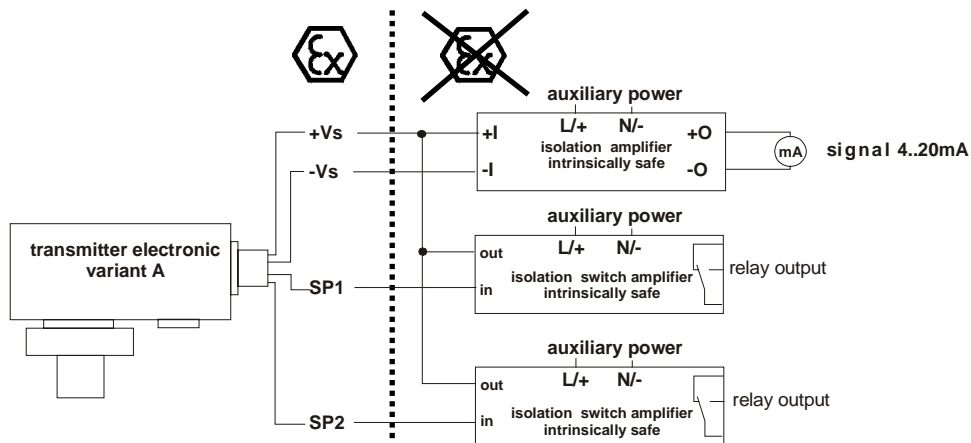 εx
εx
auxiliary power
+Vs
+I
L/+
N/-
+O
isolation amplifier
intrinsically safe
mA
signal 4..20mA
-Vs
-I
-O
transmitter electronic
variant A
auxiliary power
out
L/+
N/-
relay output
SP1
in
isolation switch amplifier
intrinsically safe
auxiliary power
out
L/+
N/-
relay output
SP2
in
isolation switch amplifier
intrinsically safe